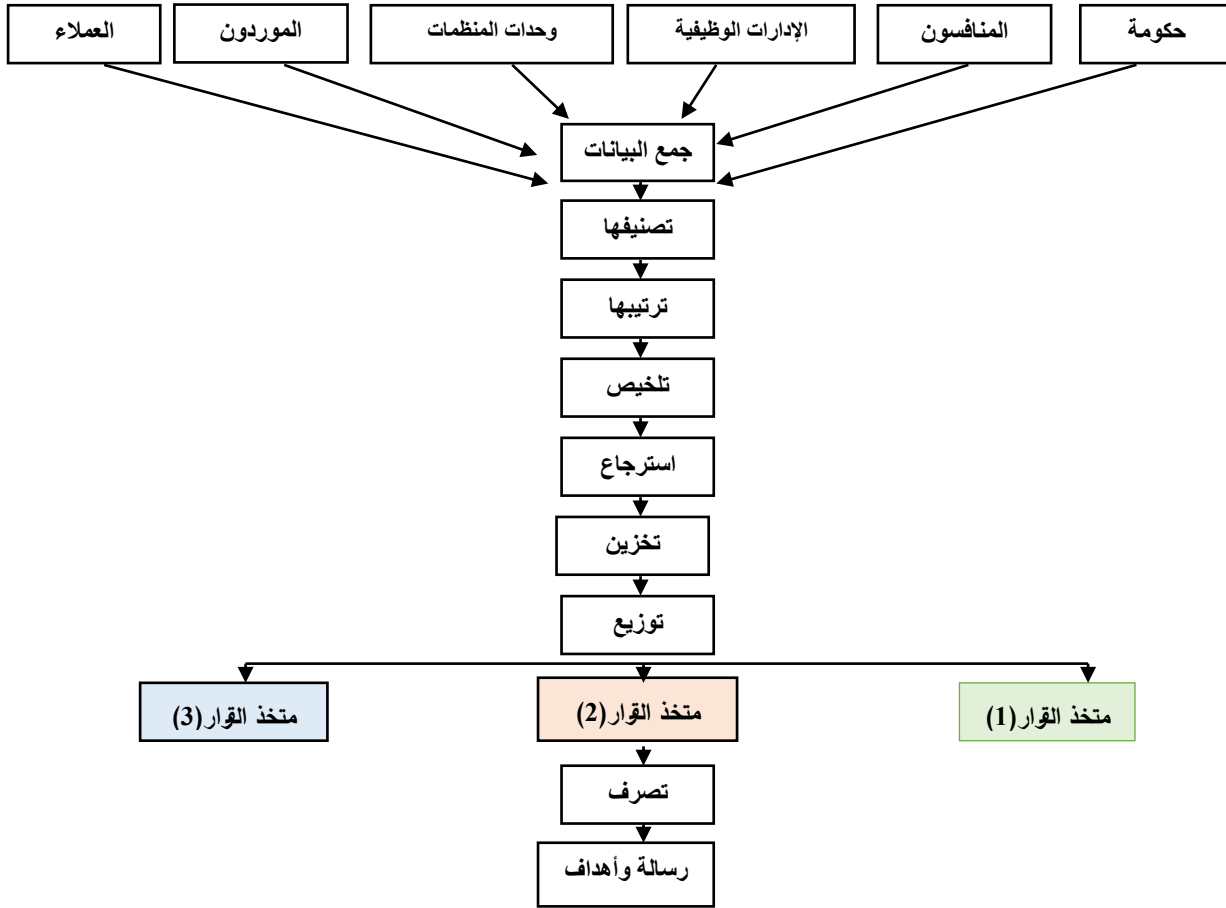 حكومة
المنافسون
الإدارات الوظيفية
وحدات المنظمات
الموردون
العملاء
جمع البيانات
تصنيفها
ترتيبها
تلخيص
استرجاع
تخزين
توزيع
متخذ القرار(1)
متخذ القرار(2)
متخذ القرار(3)
تصرف
رسالة وأهداف